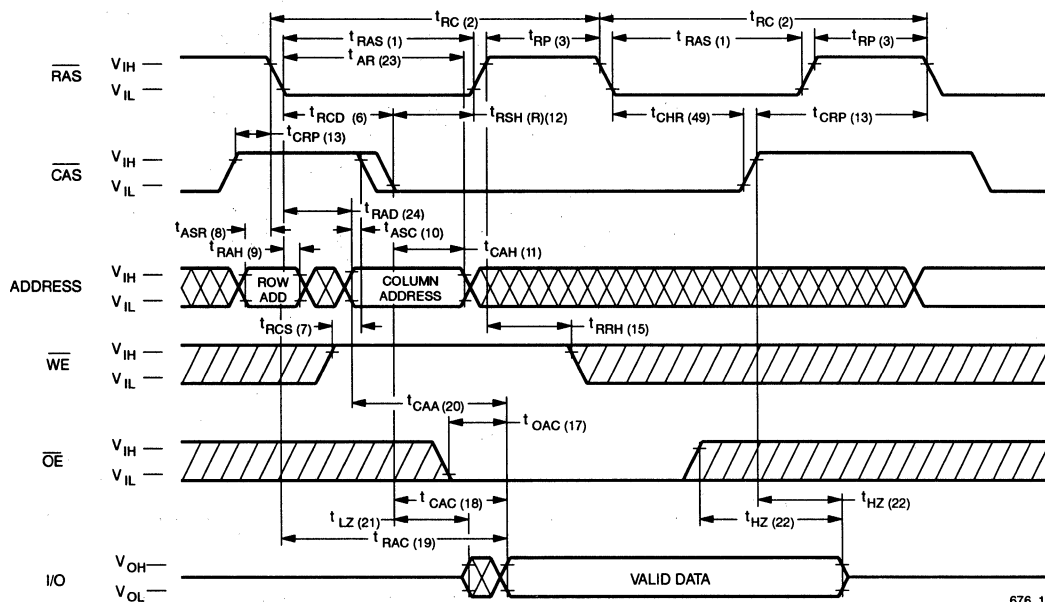 t RC (2) t RC (2)
t RAS (1) t RP (3) t RAS (1) t RP (3)
t AR (23)
RAS V IH
V IL
t RCD (6) t RSH (R)(12) t CHR (49) t CRP (13)
t CRP (13)
CAS V IH
V IL
t RAD (24)
t ASR (8) t ASC (10)
t RAH (9) t CAH (11)
ADDRESS V IH ROW ADD COLUMN ADDRESS
V IL
t RCS (7) t RRH (15)
WE V IH
V IL
t CAA (20)
t OAC (17)
OE V IH
V IL
t CAC (18) t HZ (22)
t LZ (21) t HZ (22)
t RAC (19)
I/O V OH VALID DATA
V OL